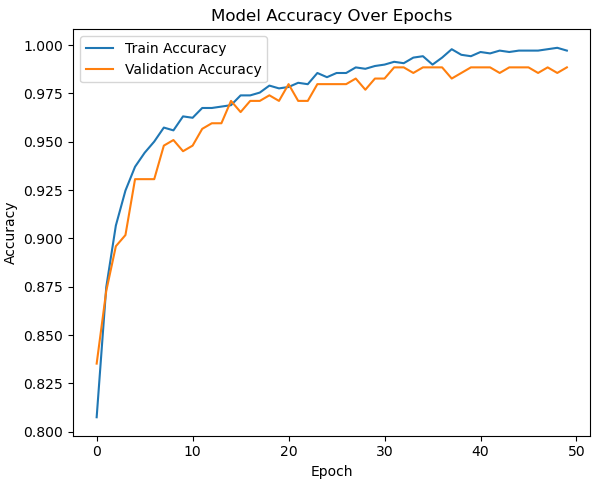 Model Accuracy Over Epochs
Train Accuracy
Validation Accuracy
1.000
0.975
0.950
0.925
0.900
0.875
0.850
0.825
0.800
Accuracy
0 10 20 30 40 50
Epoch